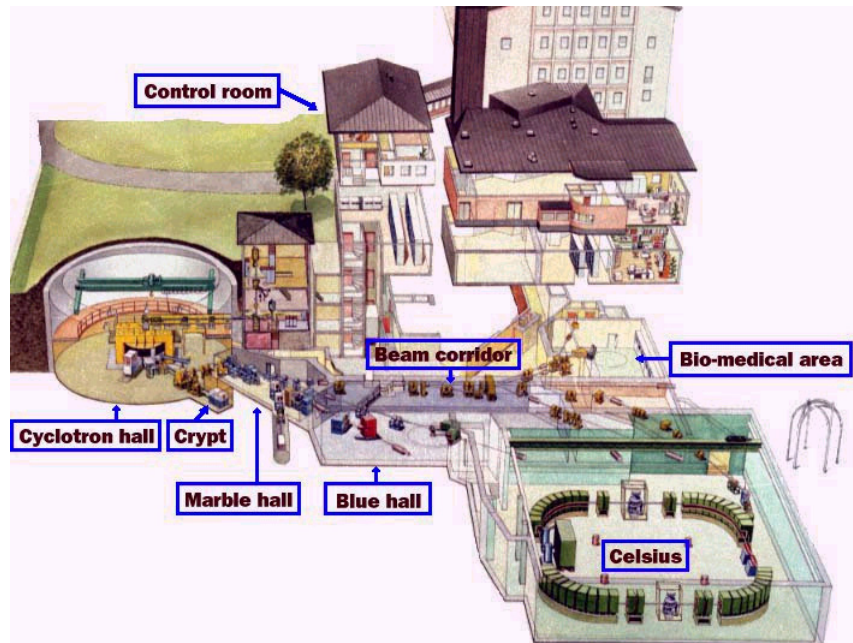 Control room
Beam corridor
Bio-medical area
Cyclotron hall
Crypt
Marble hall
Blue hall
Celsius